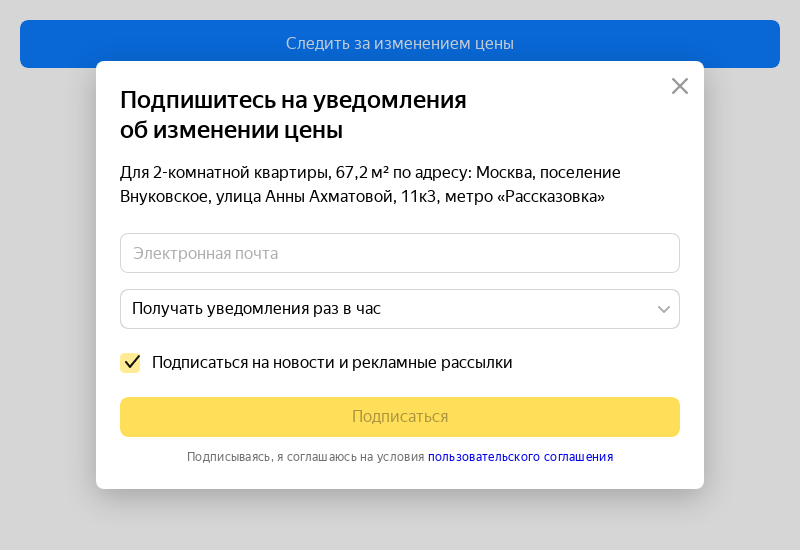 Следить за изменением цены
Подпишитесь на уведомления
об изменении цены
Для 2-комнатной квартиры, 67,2 м² по адресу: Москва, поселение
Внуковское, улица Анны Ахматовой, 11к3, метро «Рассказовка»
Электронная почта
Получать уведомления раз в час
Подписаться на новости и рекламные рассылки
Подписаться
Подписываясь, я соглашаюсь на условия пользовательского соглашения